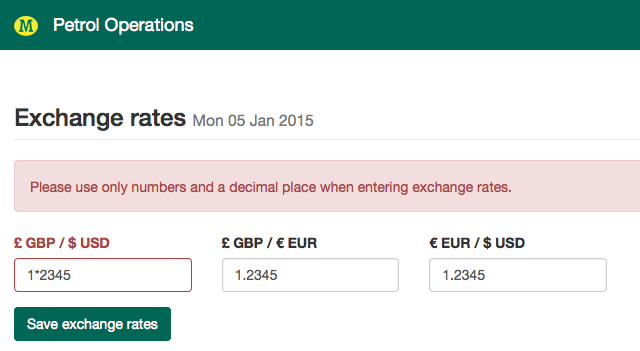 M Petrol Operations
Exchange rates Mon 05 Jan 2015
Please use only numbers and a decimal place when entering exchange rates.
£ GBP / $ USD £ GBP / € EUR € EUR / $ USD
1*2345 1.2345 1.2345
Save exchange rates